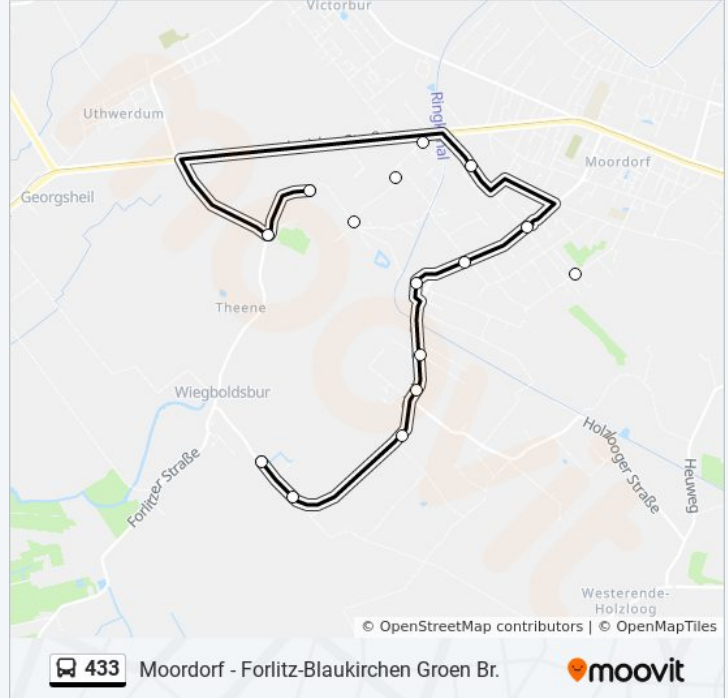 Victorbur
Uthwerdum
Moordorf
Georgsheil
Theene
Wiegboldsbur
Forlitzer Straße
Holzlooger Straße
Heuweg
Westerende-
Holzloog
moovit
© OpenStreetMap contributors | © OpenMapTiles
433
Moordorf - Forlitz-Blaukirchen Groen Br.
moovit